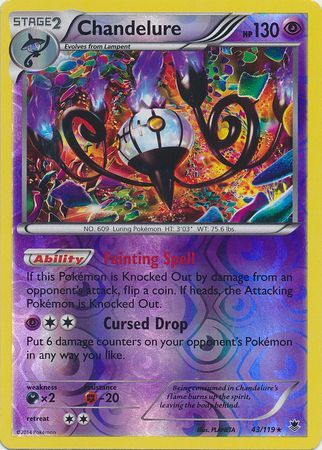 STAGE2
Chandelure
HP130
Evolves from Lampent
NO. 609 Luring Pokémon HT: 3'03" WT: 75.6 lbs.
Ability Fainting Spell
If this Pokémon is Knocked Out by damage from an
opponent's attack, flip a coin. If heads, the Attacking
Pokémon is Knocked Out.
Cursed Drop
Put 6 damage counters on your opponent's Pokémon
in any way you like.
weakness
×2
resistance
-20
retreat
Being consumed in Chandelure's
flame burns up the spirit,
leaving the body behind.
©2014 Pokémon
Illus. PLANETA
43/119★